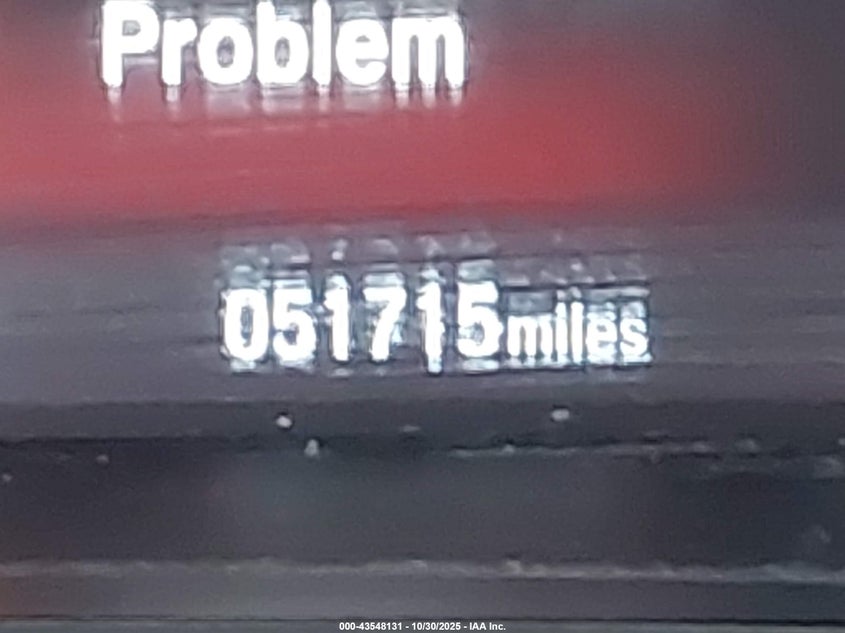 Problem
051715miles
000-43548131 - 10/30/2025 - IAA Inc.